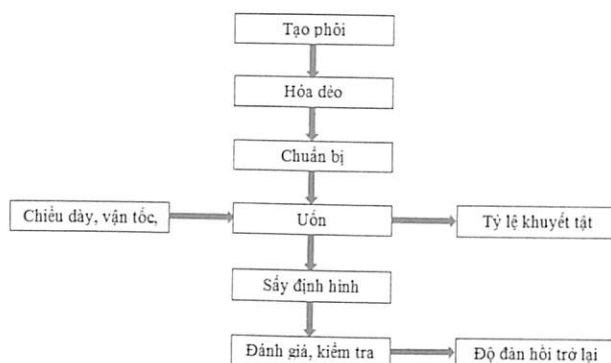 Tạo phôi
Hóa dẻo
Chuẩn bị
Chiều dày, vận tốc,
Uốn
Tỷ lệ khuyết tật
Sấy định hình
Đánh giá, kiểm tra
Độ đàn hồi trở lại